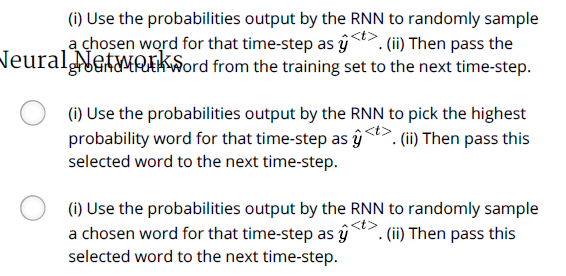 (i) Use the probabilities output by the RNN to randomly sample
a chosen word for that time-step as ŷ<t>. (ii) Then pass the
Neural Networks
ground-truth word from the training set to the next time-step.
(i) Use the probabilities output by the RNN to pick the highest
probability word for that time-step as ŷ<t>. (ii) Then pass this
selected word to the next time-step.
(i) Use the probabilities output by the RNN to randomly sample
a chosen word for that time-step as ŷ<t>. (ii) Then pass this
selected word to the next time-step.